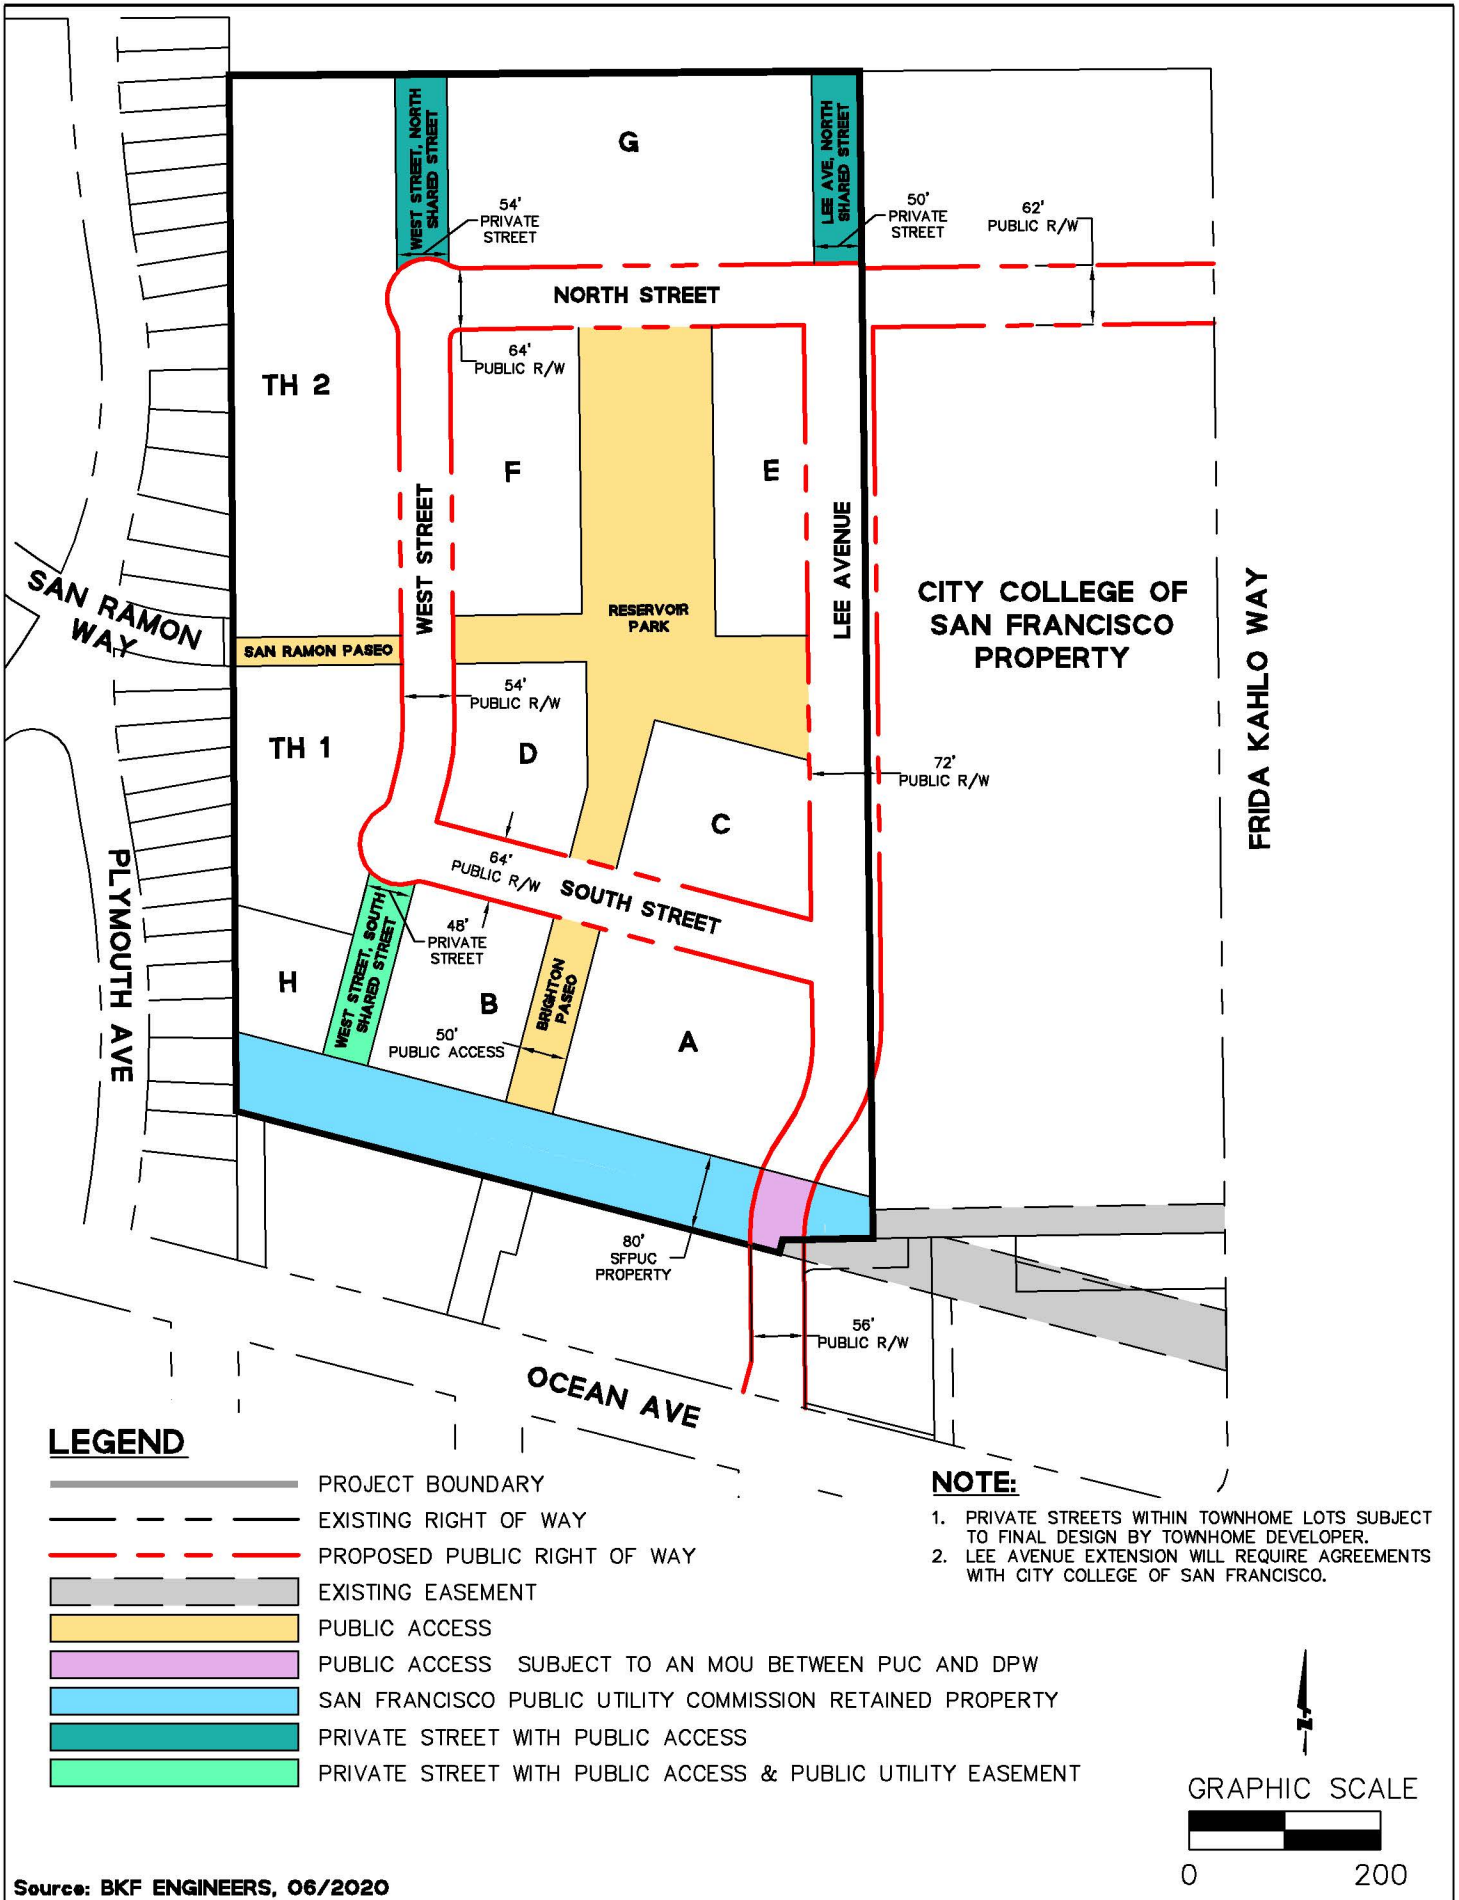 WEST STREET, NORTH
SHARED STREET
G
LEE AVE, NORTH
SHARED STREET
54'
PRIVATE
STREET
50'
PRIVATE
STREET
62'
PUBLIC R/W
NORTH STREET
64'
PUBLIC R/W
TH 2
F
E
WEST STREET
LEE AVENUE
CITY COLLEGE OF
SAN FRANCISCO
PROPERTY
FRIDA KAHLO WAY
SAN RAMON
WAY
RESERVOIR
PARK
SAN RAMON PASEO
54'
PUBLIC R/W
TH 1
D
72'
PUBLIC R/W
C
PLYMOUTH AVE
64'
PUBLIC R/W
SOUTH STREET
48'
PRIVATE
STREET
WEST STREET, SOUTH
SHARED STREET
H
B
BRIGHTON
PASEO
50'
PUBLIC ACCESS
A
80'
SFPUC
PROPERTY
56'
PUBLIC R/W
OCEAN AVE
LEGEND
PROJECT BOUNDARY
EXISTING RIGHT OF WAY
PROPOSED PUBLIC RIGHT OF WAY
EXISTING EASEMENT
PUBLIC ACCESS
PUBLIC ACCESS SUBJECT TO AN MOU BETWEEN PUC AND DPW
SAN FRANCISCO PUBLIC UTILITY COMMISSION RETAINED PROPERTY
PRIVATE STREET WITH PUBLIC ACCESS
PRIVATE STREET WITH PUBLIC ACCESS & PUBLIC UTILITY EASEMENT
NOTE:
1. PRIVATE STREETS WITHIN TOWNHOME LOTS SUBJECT
TO FINAL DESIGN BY TOWNHOME DEVELOPER.
2. LEE AVENUE EXTENSION WILL REQUIRE AGREEMENTS
WITH CITY COLLEGE OF SAN FRANCISCO.
Z
GRAPHIC SCALE
0 200
Source: BKF ENGINEERS, 06/2020